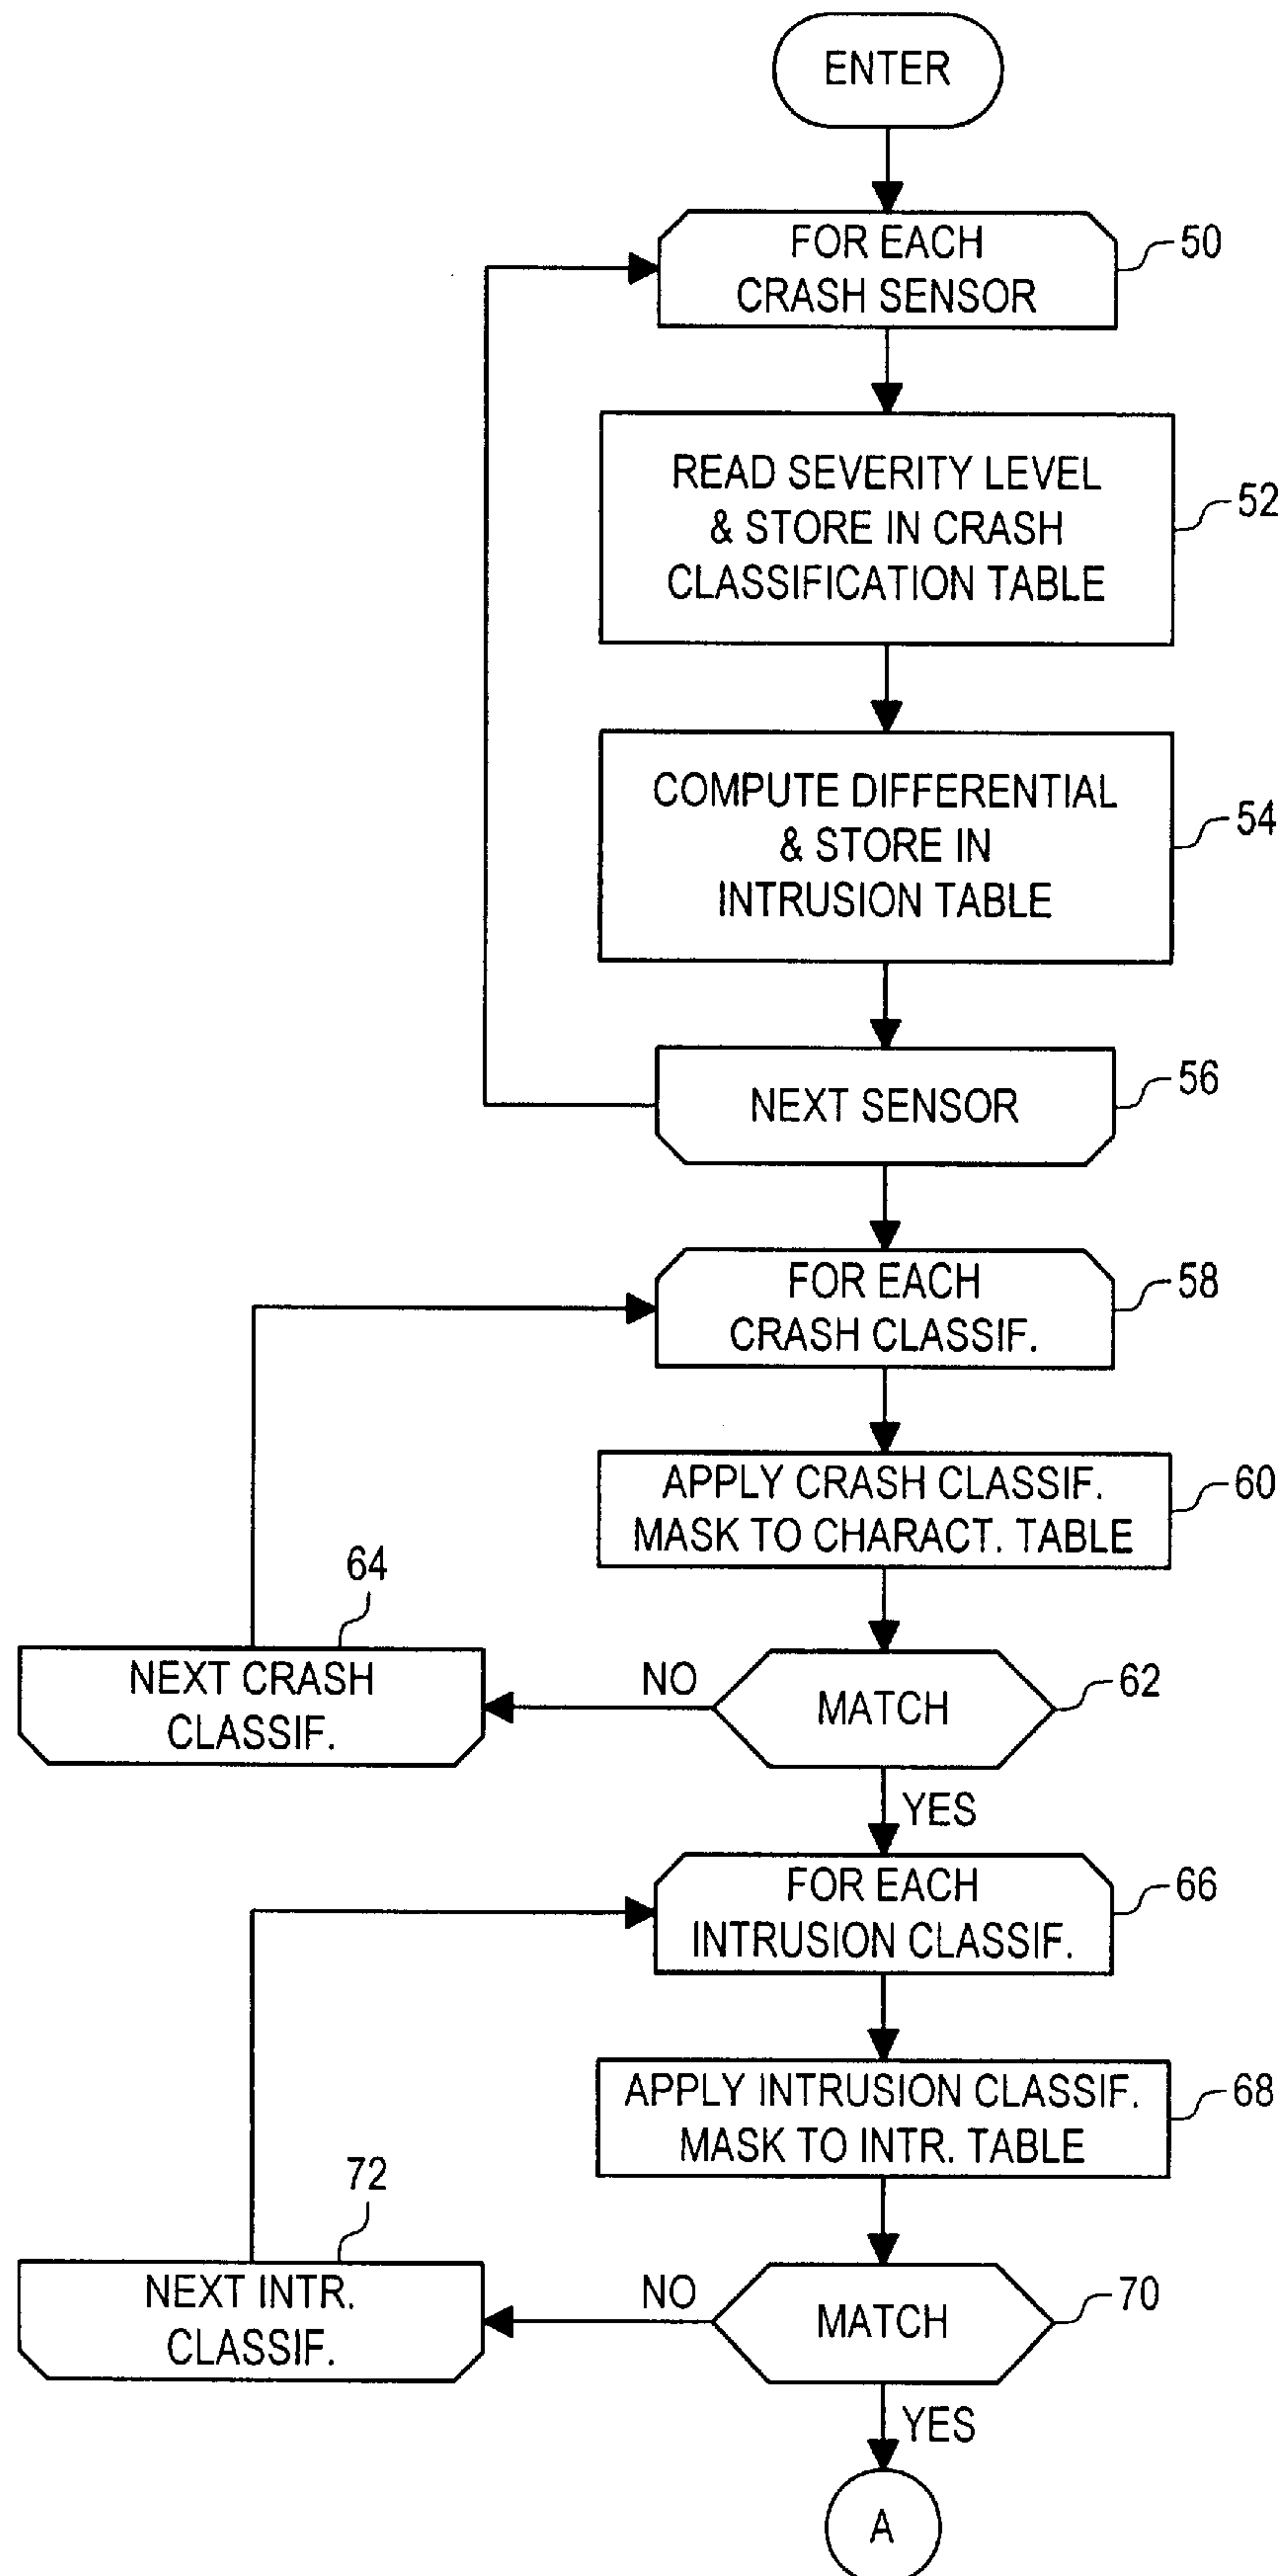 ENTER
FOR EACH
CRASH SENSOR
50
READ SEVERITY LEVEL
& STORE IN CRASH
CLASSIFICATION TABLE
52
COMPUTE DIFFERENTIAL
& STORE IN
INTRUSION TABLE
54
NEXT SENSOR
56
FOR EACH
CRASH CLASSIF.
58
APPLY CRASH CLASSIF.
MASK TO CHARACT. TABLE
60
64
NEXT CRASH
CLASSIF.
NO
MATCH
62
YES
FOR EACH
INTRUSION CLASSIF.
66
APPLY INTRUSION CLASSIF.
MASK TO INTR. TABLE
68
72
NEXT INTR.
CLASSIF.
NO
MATCH
70
YES
A